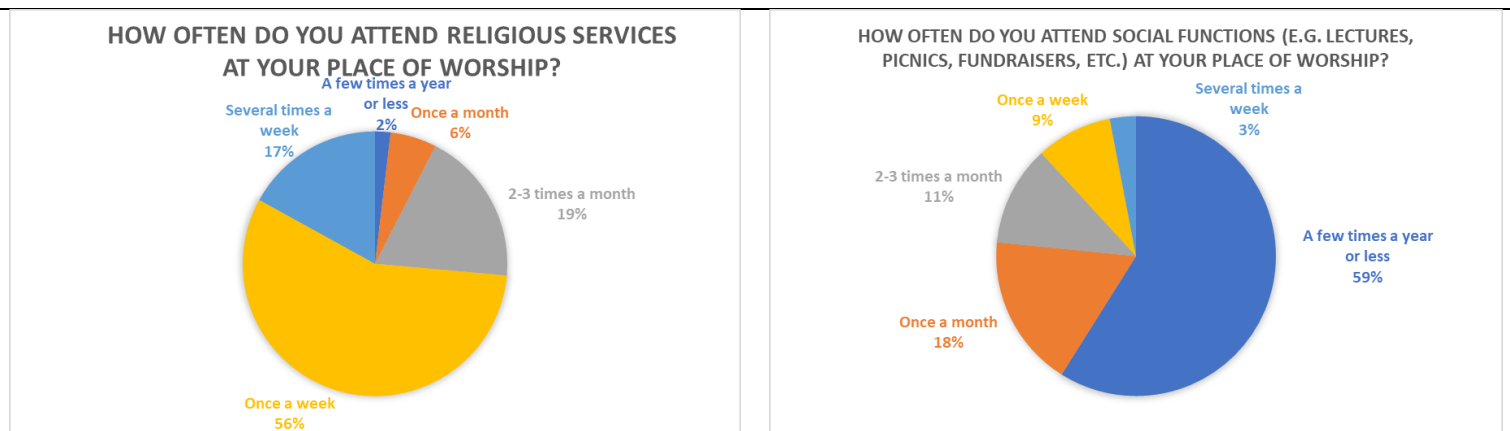 HOW OFTEN DO YOU ATTEND RELIGIOUS SERVICES
AT YOUR PLACE OF WORSHIP?
A few times a year
or less
2%
Once a month
6%
2-3 times a month
19%
Once a week
56%
Several times a
week
17%
HOW OFTEN DO YOU ATTEND SOCIAL FUNCTIONS (E.G. LECTURES,
PICNICS, FUNDRAISERS, ETC.) AT YOUR PLACE OF WORSHIP?
Several times a
week
3%
Once a week
9%
2-3 times a month
11%
A few times a year
or less
59%
Once a month
18%